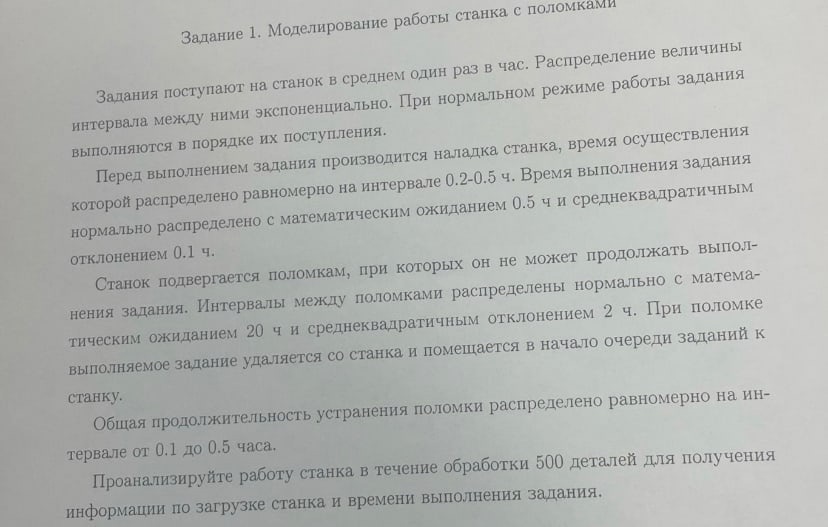 Задание 1. Моделирование работы станка с поломками
Задания поступают на станок в среднем один раз в час. Распределение величины
интервала между ними экспоненциально. При нормальном режиме работы задания
выполняются в порядке их поступления.
Перед выполнением задания производится наладка станка, время осуществления
которой распределено равномерно на интервале 0.2-0.5 ч. Время выполнения задания
нормально распределено с математическим ожиданием 0.5 ч и среднеквадратичным
отклонением 0.1 ч.
Станок подвергается поломкам, при которых он не может продолжать выпол-
нения задания. Интервалы между поломками распределены нормально с матема-
тическим ожиданием 20 ч и среднеквадратичным отклонением 2 ч. При поломке
выполняемое задание удаляется со станка и помещается в начало очереди заданий к
станку.
Общая продолжительность устранения поломки распределено равномерно на ин-
тервале от 0.1 до 0.5 часа.
Проанализируйте работу станка в течение обработки 500 деталей для получения
информации по загрузке станка и времени выполнения задания.